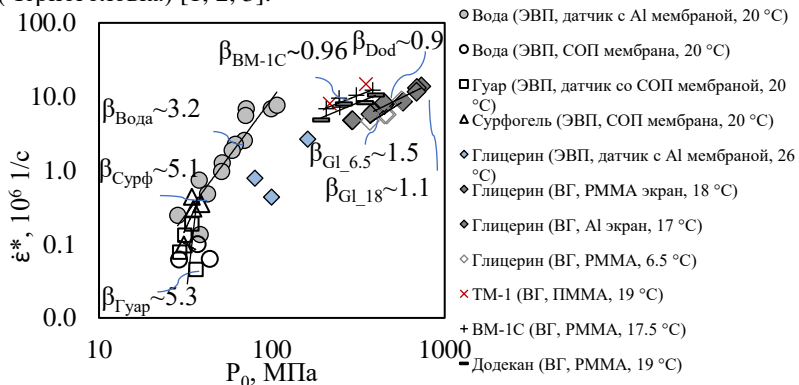 100.0
10.0
1.0
0.1
0.0
ε̇*, 10⁶ 1/с
10
100
1000
P₀, МПа
β_Вода~3.2
β_Сурф~5.1
β_Гуар~5.3
β_ВМ-1С~0.96
β_Dod~0.9
β_Gl_6.5~1.5
β_Gl_18~1.1
Вода (ЭВП, датчик с Al мембраной, 20 °C)
Вода (ЭВП, СОП мембрана, 20 °C)
Гуар (ЭВП, датчик со СОП мембраной, 20
°C)
Сурфогель (ЭВП, СОП мембрана, 20 °C)
Глицерин (ЭВП, датчик с Al мембраной, 26
°C)
Глицерин (ВГ, PMMA экран, 18 °C)
Глицерин (ВГ, Al экран, 17 °C)
Глицерин (ВГ, PMMA, 6.5 °C)
ТМ-1 (ВГ, ПММА, 19 °C)
ВМ-1С (ВГ, PMMA, 17.5 °C)
Додекан (ВГ, PMMA, 19 °C)